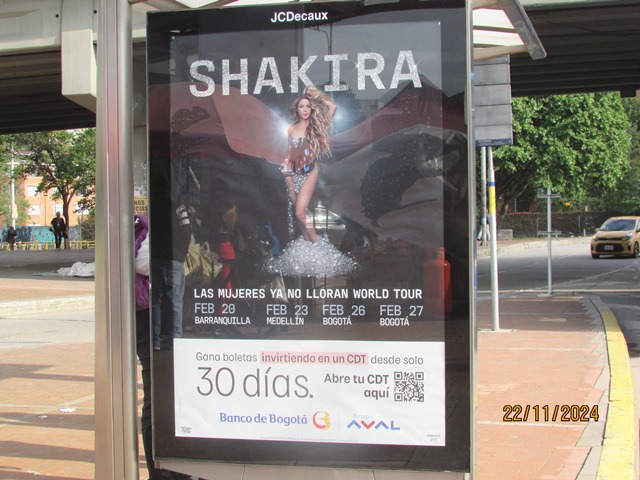 JCDecaux
SHAKIRA
LAS MUJERES YA NO LLORAN WORLD TOUR
FEB 20 FEB 23 FEB 26 FEB 27
BARRANQUILLA MEDELLÍN BOGOTÁ BOGOTÁ
Gana boletas invirtiendo en un CDT desde solo
30 días. Abre tu CDT
aquí
Banco de Bogotá AVAL
22/11/2024